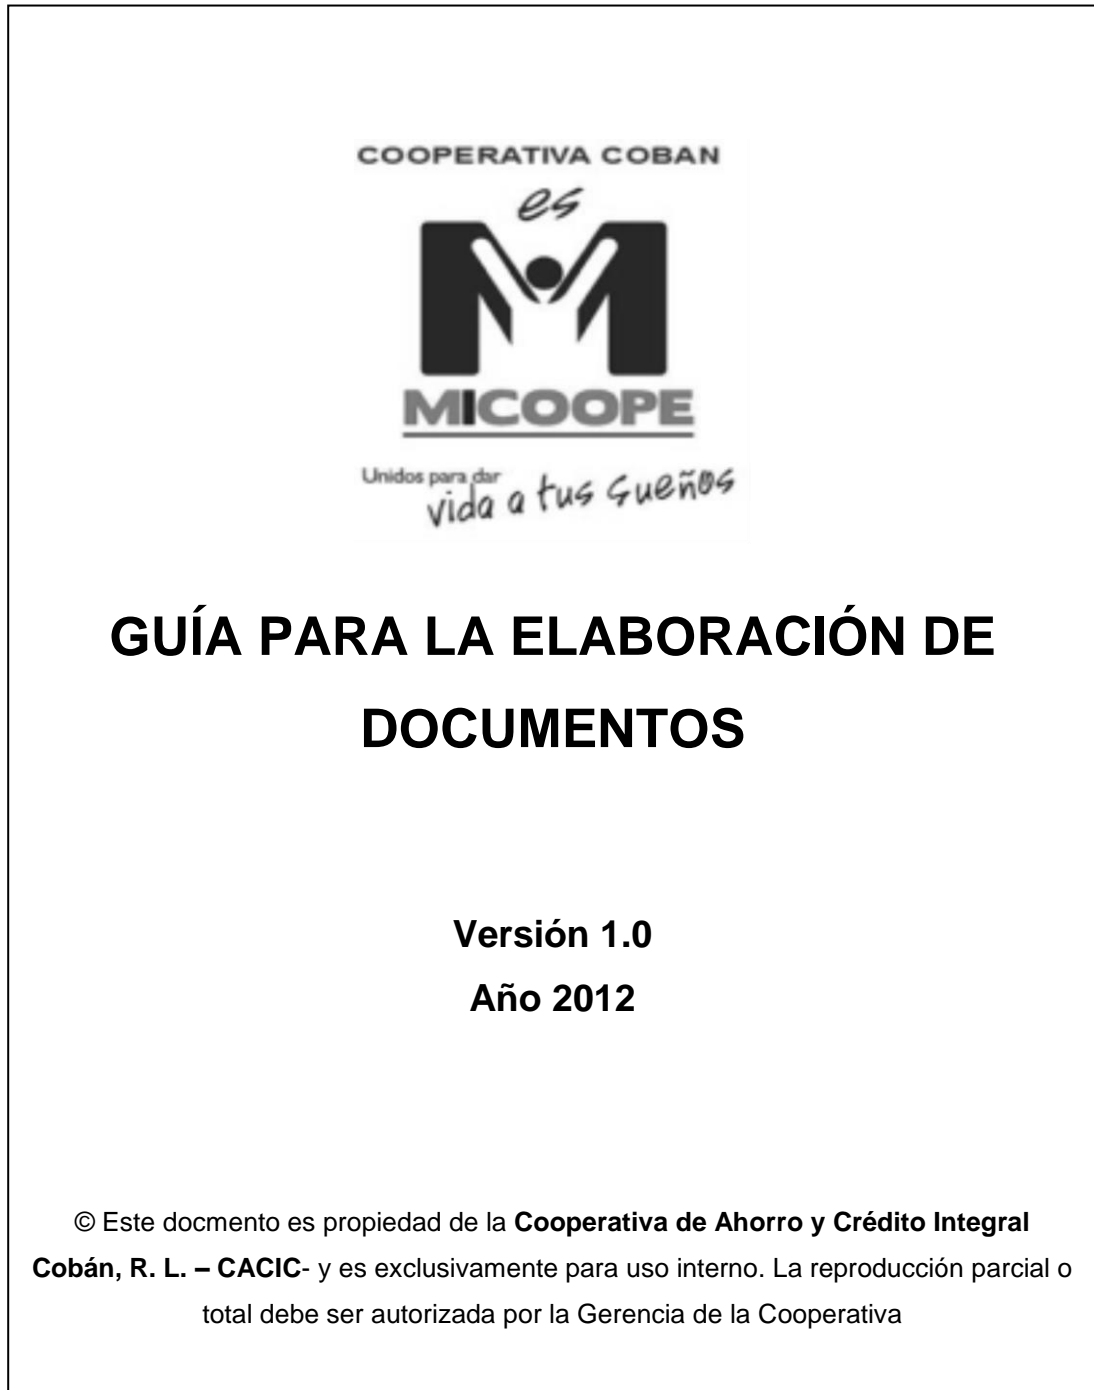 COOPERATIVA COBAN
es
MICOOPE
Unidos para dar
vida a tus sueños
GUÍA PARA LA ELABORACIÓN DE
DOCUMENTOS
Versión 1.0
Año 2012
© Este docmento es propiedad de la Cooperativa de Ahorro y Crédito Integral
Cobán, R. L. – CACIC- y es exclusivamente para uso interno. La reproducción parcial o
total debe ser autorizada por la Gerencia de la Cooperativa